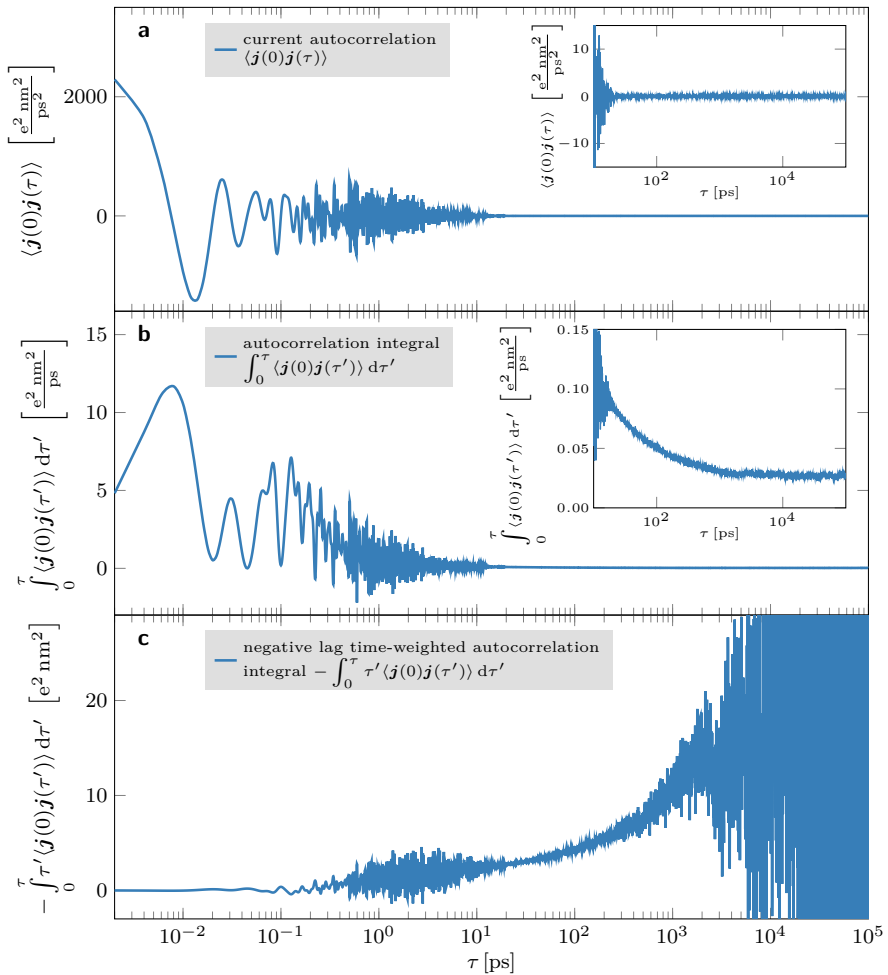 a
current autocorrelation
⟨j(0)j(τ)⟩
⟨j(0)j(τ)⟩ [e² nm²/ps²]
2000
0
⟨j(0)j(τ)⟩ [e² nm²/ps²]
10
0
−10
10² 10⁴
τ [ps]
b
autocorrelation integral
∫₀^τ ⟨j(0)j(τ′)⟩ dτ′
∫₀^τ ⟨j(0)j(τ′)⟩ dτ′ [e² nm²/ps]
15
10
5
0
∫₀^τ ⟨j(0)j(τ′)⟩ dτ′ [e² nm²/ps]
0.15
0.10
0.05
0.00
10² 10⁴
τ [ps]
c
negative lag time-weighted autocorrelation
integral − ∫₀^τ τ′⟨j(0)j(τ′)⟩ dτ′
− ∫₀^τ τ′⟨j(0)j(τ′)⟩ dτ′ [e² nm²]
20
10
0
10⁻² 10⁻¹ 10⁰ 10¹ 10² 10³ 10⁴ 10⁵
τ [ps]